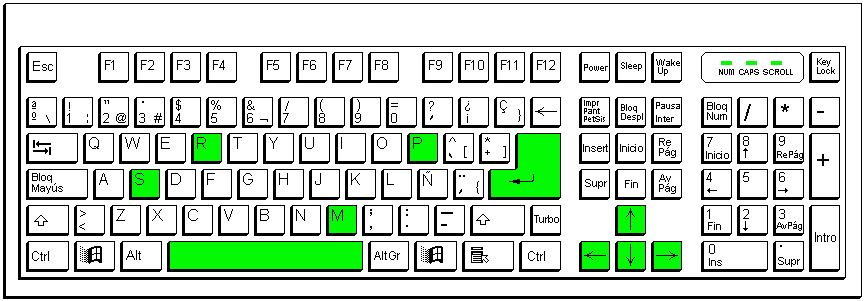 Esc F1 F2 F3 F4 F5 F6 F7 F8 F9 F10 F11 F12 Power Sleep Wake Up NUM CAPS SCROLL Key Lock
ª º \ ! 1 ¦ " 2 @ · 3 # $ 4 % 5 & 6 ¬ / 7 ( 8 ) 9 = 0 ? ' ¿ ¡ Ç } ← Impr Pant PetSis Bloq Despl Pausa Inter Bloq Num / * -
Q W E R T Y U I O P ^ ` [ * + ] Insert Inicio Re Pág 7 Inicio 8 ↑ 9 RePág +
Bloq Mayús A S D F G H J K L Ñ ¨ ´ { Supr Fin Av Pág 4 ← 5 6 →
> < Z X C V B N M ; , : . _ - Turbo ↑ 1 Fin 2 ↓ 3 AvPág Intro
Ctrl Alt AltGr Ctrl ← ↓ → 0 Ins . Supr